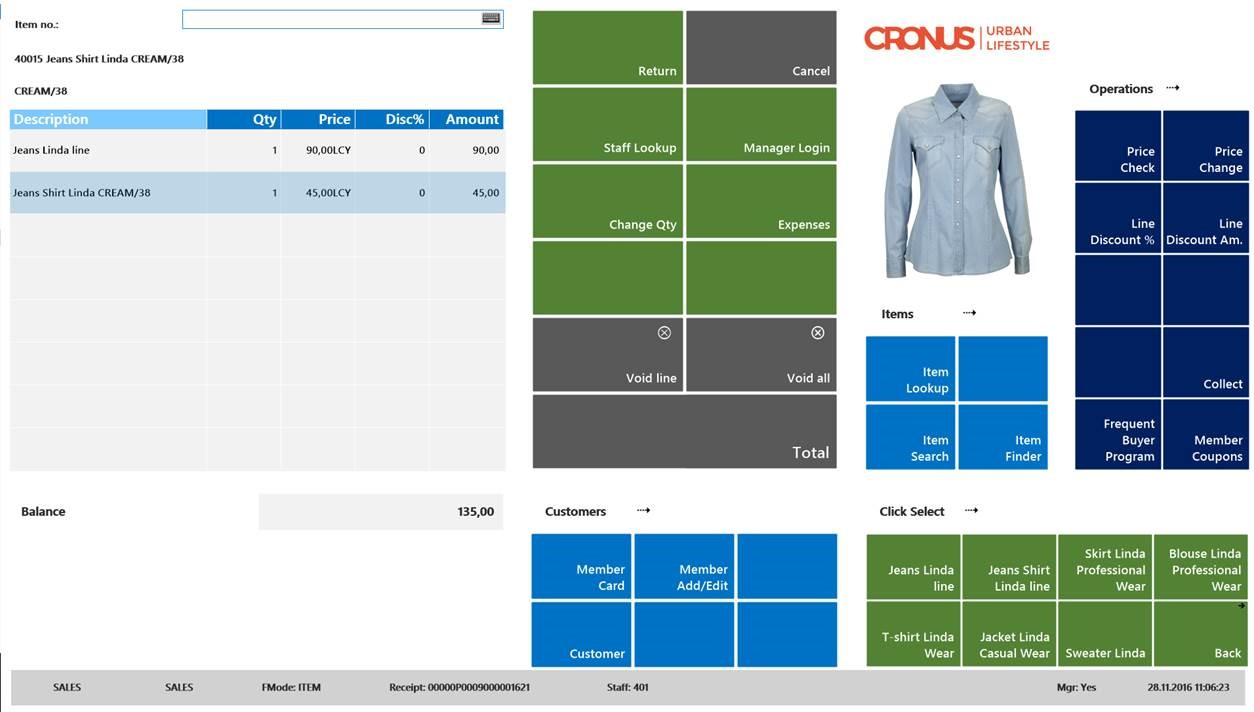 Item no.:
40015 Jeans Shirt Linda CREAM/38
CREAM/38
Description Qty Price Disc% Amount
Jeans Linda line 1 90,00LCY 0 90,00
Jeans Shirt Linda CREAM/38 1 45,00LCY 0 45,00
Balance 135,00
Return
Cancel
Staff Lookup
Manager Login
Change Qty
Expenses
Void line
Void all
Total
CRONUS
URBAN
LIFESTYLE
Operations
Price
Check
Price
Change
Line
Discount %
Line
Discount Am.
Collect
Frequent
Buyer
Program
Member
Coupons
Items
Item
Lookup
Item
Search
Item
Finder
Customers
Member
Card
Member
Add/Edit
Customer
Click Select
Jeans Linda
line
Jeans Shirt
Linda line
Skirt Linda
Professional
Wear
Blouse Linda
Professional
Wear
T-shirt Linda
Wear
Jacket Linda
Casual Wear
Sweater Linda
Back
SALES SALES FMode: ITEM Receipt: 00000P0009000001621 Staff: 401 Mgr: Yes 28.11.2016 11:06:23